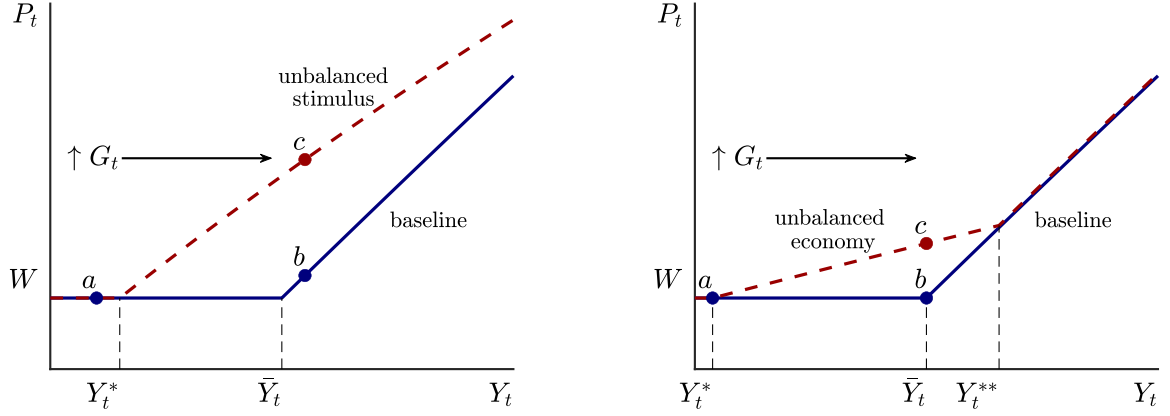 P_t
unbalanced
stimulus
c
↑ G_t
baseline
b
W
a
Y_t^*
Ȳ_t
Y_t
P_t
↑ G_t
unbalanced
economy
c
baseline
W
a
b
Y_t^*
Ȳ_t
Y_t^{**}
Y_t